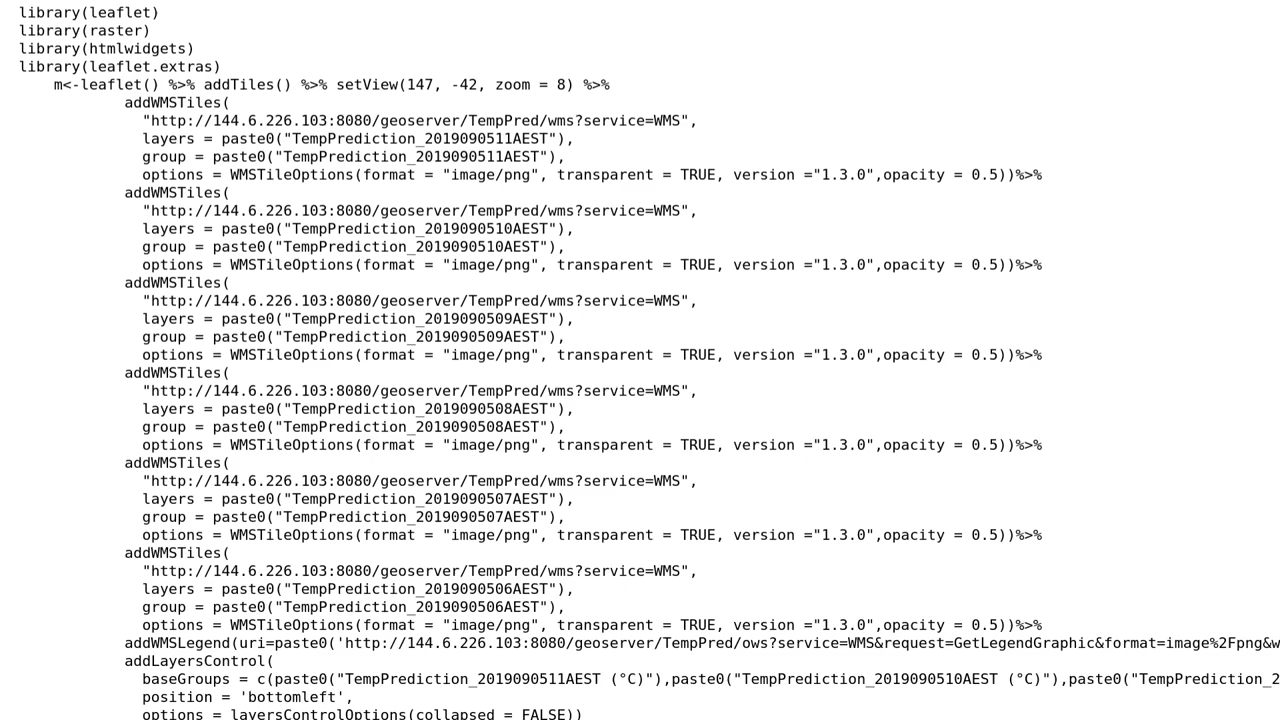 library(leaflet)
library(raster)
library(htmlwidgets)
library(leaflet.extras)
    m<-leaflet() %>% addTiles() %>% setView(147, -42, zoom = 8) %>%
            addWMSTiles(
              "http://144.6.226.103:8080/geoserver/TempPred/wms?service=WMS",
              layers = paste0("TempPrediction_2019090511AEST"),
              group = paste0("TempPrediction_2019090511AEST"),
              options = WMSTileOptions(format = "image/png", transparent = TRUE, version ="1.3.0",opacity = 0.5))%>%
            addWMSTiles(
              "http://144.6.226.103:8080/geoserver/TempPred/wms?service=WMS",
              layers = paste0("TempPrediction_2019090510AEST"),
              group = paste0("TempPrediction_2019090510AEST"),
              options = WMSTileOptions(format = "image/png", transparent = TRUE, version ="1.3.0",opacity = 0.5))%>%
            addWMSTiles(
              "http://144.6.226.103:8080/geoserver/TempPred/wms?service=WMS",
              layers = paste0("TempPrediction_2019090509AEST"),
              group = paste0("TempPrediction_2019090509AEST"),
              options = WMSTileOptions(format = "image/png", transparent = TRUE, version ="1.3.0",opacity = 0.5))%>%
            addWMSTiles(
              "http://144.6.226.103:8080/geoserver/TempPred/wms?service=WMS",
              layers = paste0("TempPrediction_2019090508AEST"),
              group = paste0("TempPrediction_2019090508AEST"),
              options = WMSTileOptions(format = "image/png", transparent = TRUE, version ="1.3.0",opacity = 0.5))%>%
            addWMSTiles(
              "http://144.6.226.103:8080/geoserver/TempPred/wms?service=WMS",
              layers = paste0("TempPrediction_2019090507AEST"),
              group = paste0("TempPrediction_2019090507AEST"),
              options = WMSTileOptions(format = "image/png", transparent = TRUE, version ="1.3.0",opacity = 0.5))%>%
            addWMSTiles(
              "http://144.6.226.103:8080/geoserver/TempPred/wms?service=WMS",
              layers = paste0("TempPrediction_2019090506AEST"),
              group = paste0("TempPrediction_2019090506AEST"),
              options = WMSTileOptions(format = "image/png", transparent = TRUE, version ="1.3.0",opacity = 0.5))%>%
            addWMSLegend(uri=paste0('http://144.6.226.103:8080/geoserver/TempPred/ows?service=WMS&request=GetLegendGraphic&format=image%2Fpng&w
            addLayersControl(
              baseGroups = c(paste0("TempPrediction_2019090511AEST (°C)"),paste0("TempPrediction_2019090510AEST (°C)"),paste0("TempPrediction_2
              position = 'bottomleft',
              options = layersControlOptions(collapsed = FALSE))